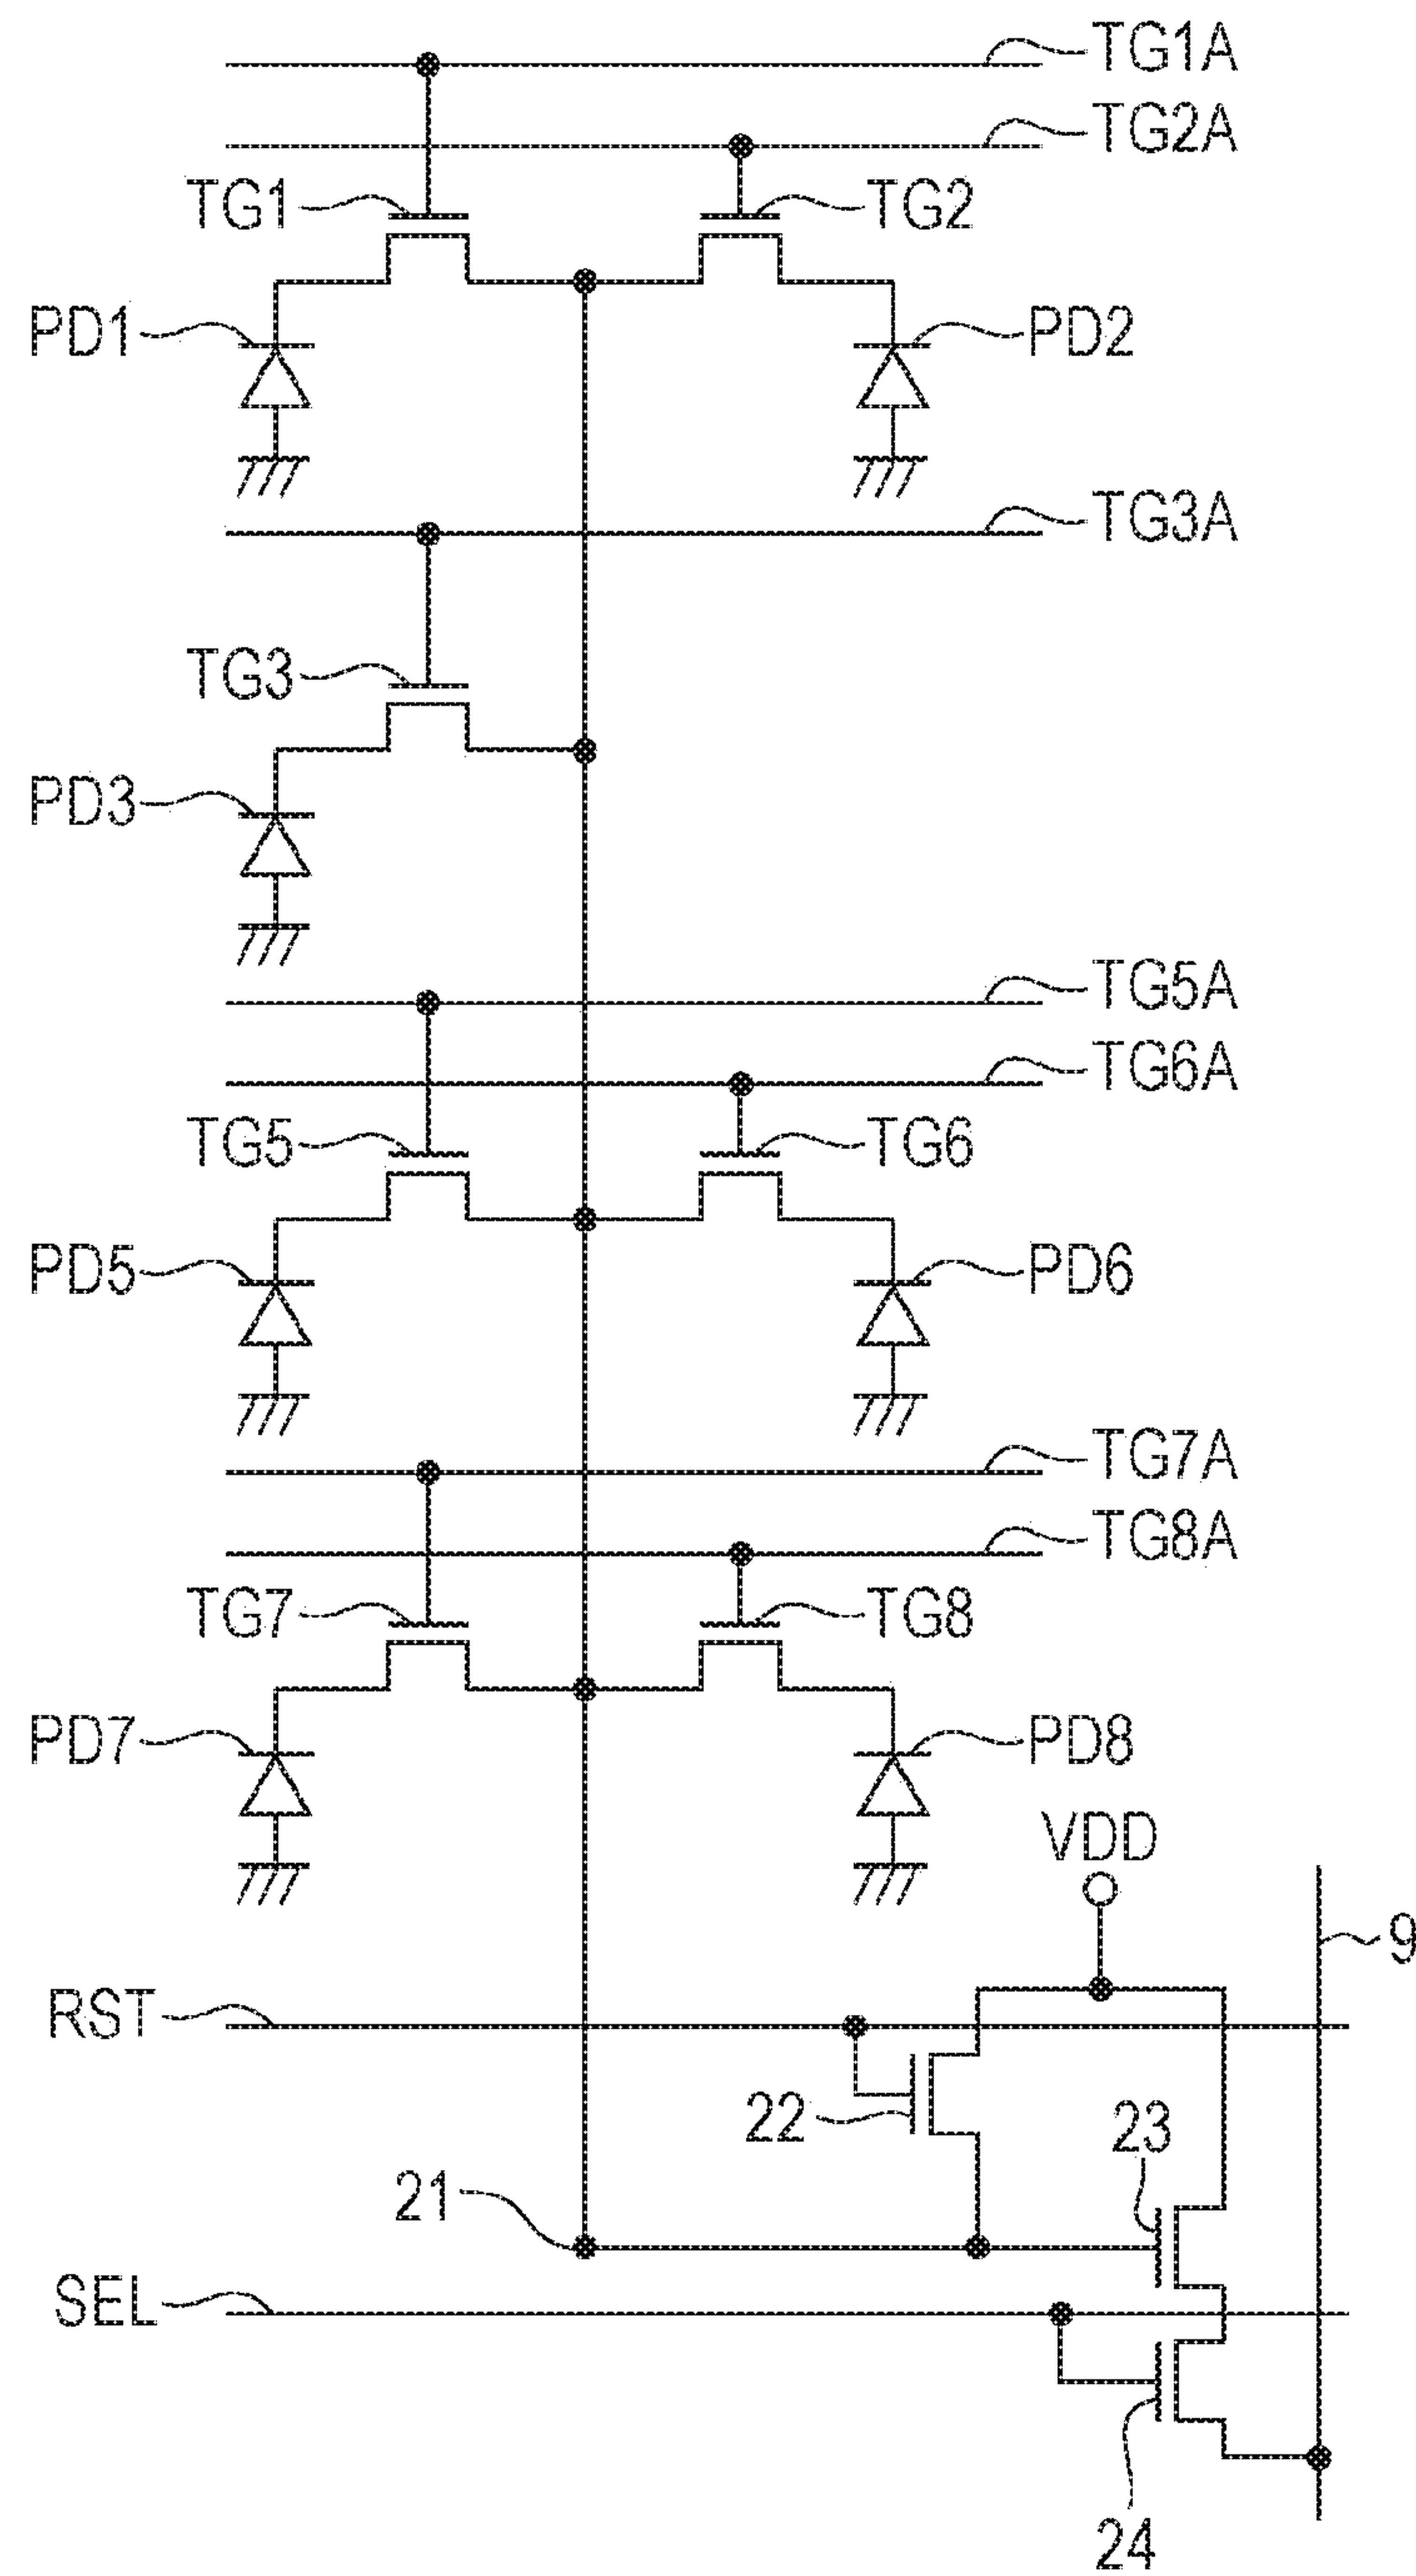 TG1A
TG2A
TG1 TG2
PD1 PD2
TG3A
TG3
PD3
TG5A
TG6A
TG5 TG6
PD5 PD6
TG7A
TG8A
TG7 TG8
PD7 PD8
VDD
9
RST
22
23
21
SEL
24